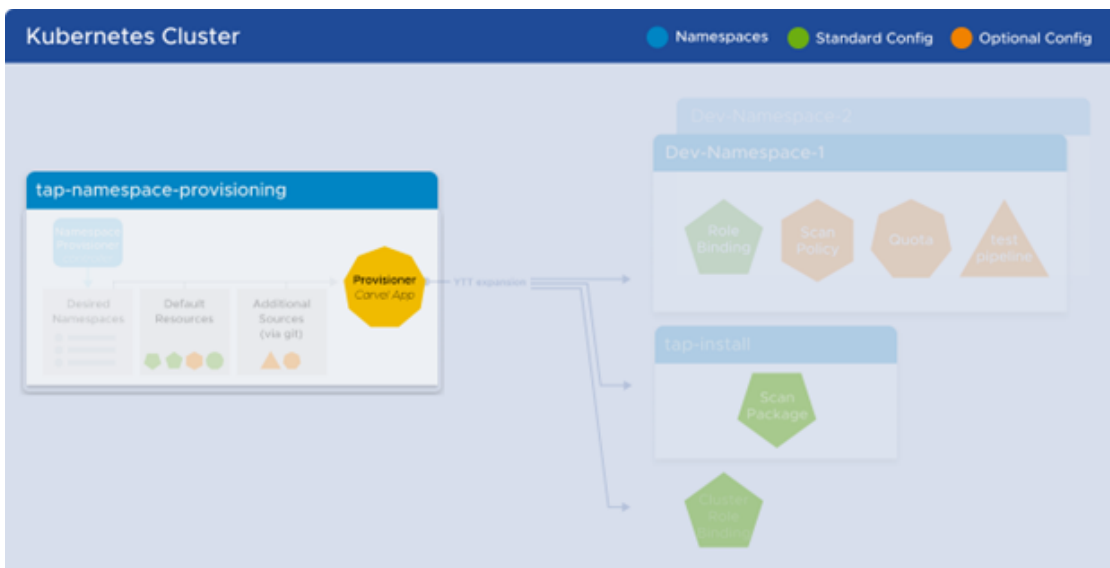 Kubernetes Cluster
Namespaces
Standard Config
Optional Config
Dev-Namespace-2
Dev-Namespace-1
tap-namespace-provisioning
Namespace
Provisioner
Role
Binding
Scan
Policy
Quota
test
pipeline
Provisioner
Carvel App
YTT expansion
Desired
Namespaces
Default
Resources
Additional
Sources
(via git)
tap-install
Scan
Package
Cluster
Role
Binding